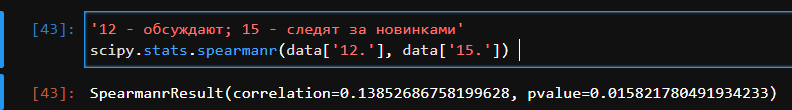 [43]: '12 - обсуждают; 15 - следят за новинками'
scipy.stats.spearmanr(data['12.'], data['15.'])
[43]: SpearmanrResult(correlation=0.13852686758199628, pvalue=0.015821780491934233)